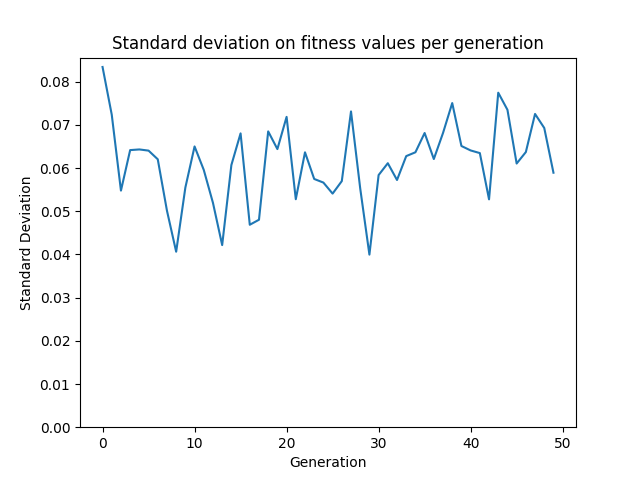 Standard deviation on fitness values per generation
0.08
0.07
0.06
0.05
0.04
0.03
0.02
0.01
0.00
Standard Deviation
0 10 20 30 40 50
Generation